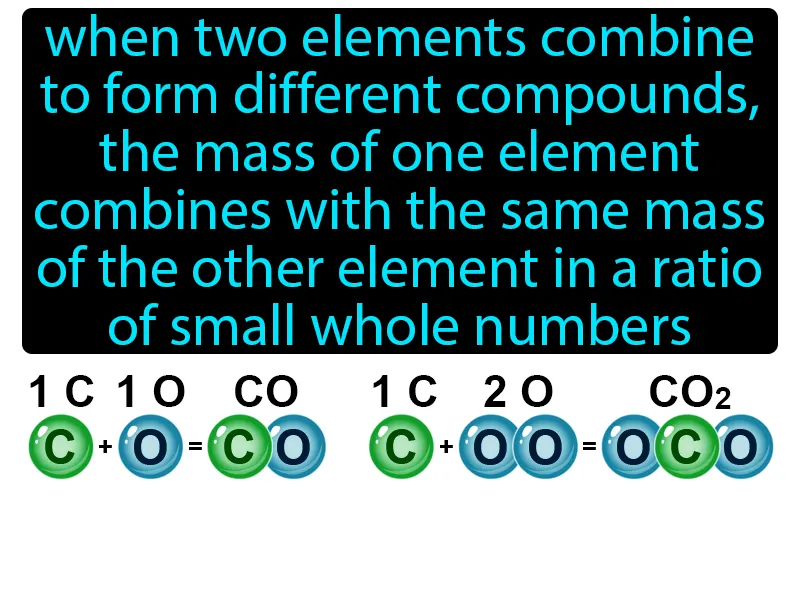 when two elements combine
to form different compounds,
the mass of one element
combines with the same mass
of the other element in a ratio
of small whole numbers
1 C 1 O CO 1 C 2 O CO₂
C + O = C O C + O O = O C O